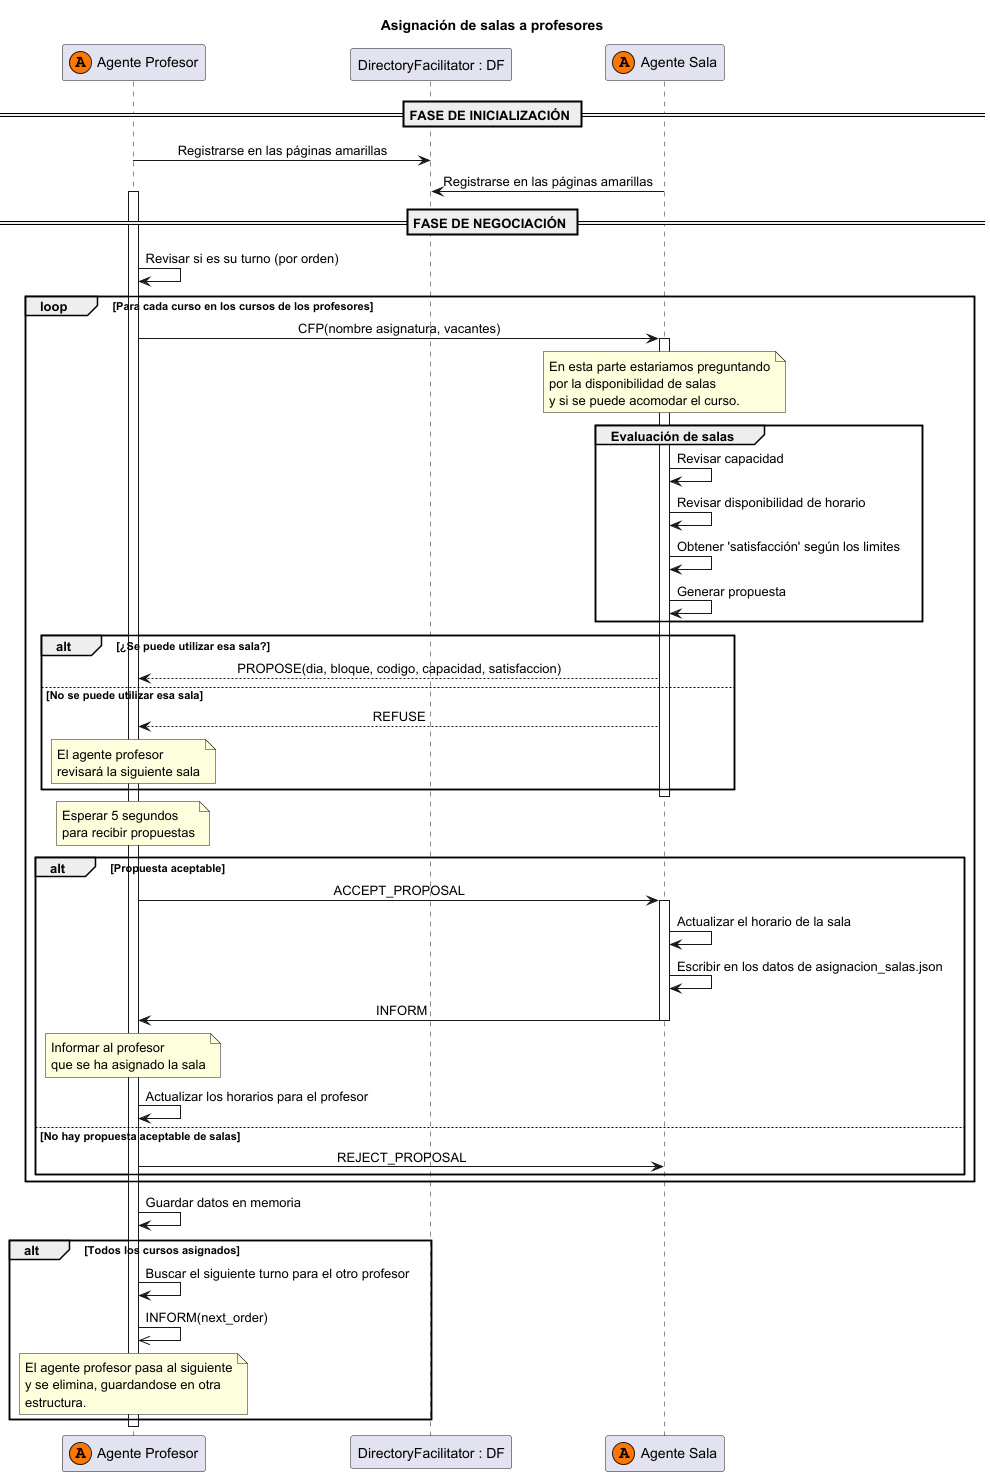 Asignación de salas a profesores
A Agente Profesor
DirectoryFacilitator : DF
A Agente Sala
FASE DE INICIALIZACIÓN
Registrarse en las páginas amarillas
Registrarse en las páginas amarillas
FASE DE NEGOCIACIÓN
Revisar si es su turno (por orden)
loop [Para cada curso en los cursos de los profesores]
CFP(nombre asignatura, vacantes)
En esta parte estariamos preguntando
por la disponibilidad de salas
y si se puede acomodar el curso.
Evaluación de salas
Revisar capacidad
Revisar disponibilidad de horario
Obtener 'satisfacción' según los limites
Generar propuesta
alt [¿Se puede utilizar esa sala?]
PROPOSE(dia, bloque, codigo, capacidad, satisfaccion)
[No se puede utilizar esa sala]
REFUSE
El agente profesor
revisará la siguiente sala
Esperar 5 segundos
para recibir propuestas
alt [Propuesta aceptable]
ACCEPT_PROPOSAL
Actualizar el horario de la sala
Escribir en los datos de asignacion_salas.json
INFORM
Informar al profesor
que se ha asignado la sala
Actualizar los horarios para el profesor
[No hay propuesta aceptable de salas]
REJECT_PROPOSAL
Guardar datos en memoria
alt [Todos los cursos asignados]
Buscar el siguiente turno para el otro profesor
INFORM(next_order)
El agente profesor pasa al siguiente
y se elimina, guardandose en otra
estructura.
A Agente Profesor
DirectoryFacilitator : DF
A Agente Sala